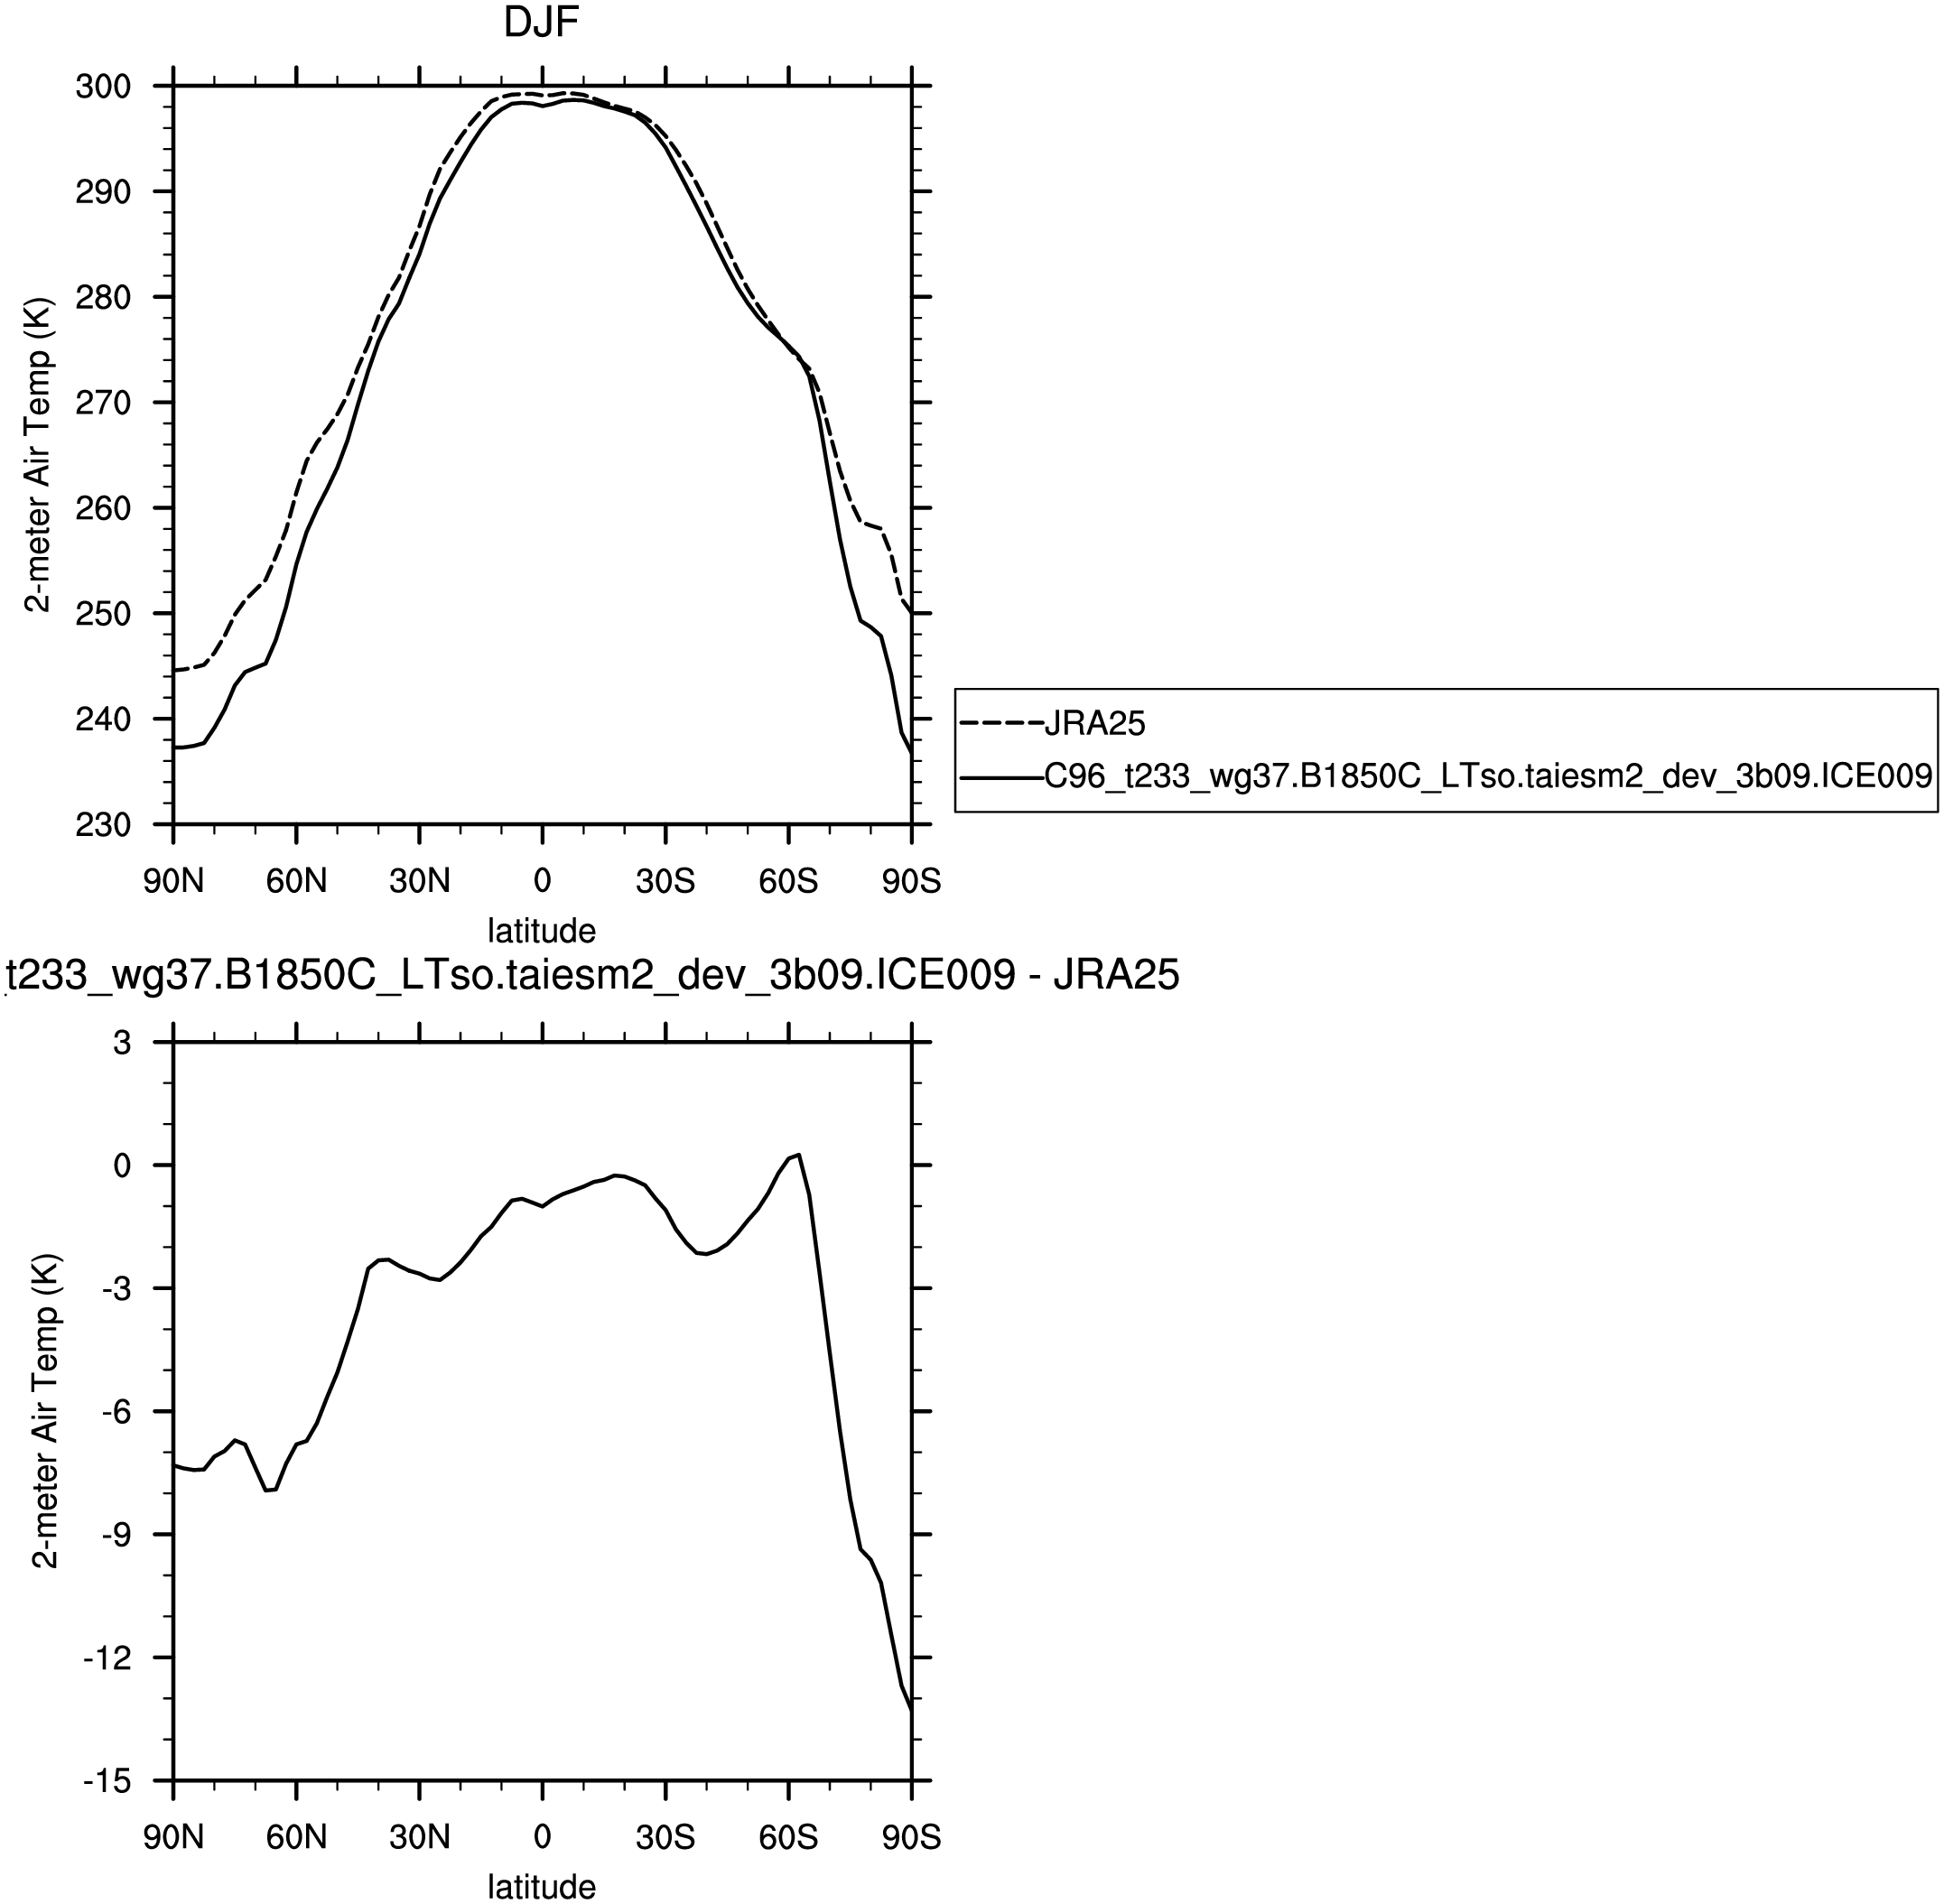 DJF
300
290
280
270
260
250
240
230
2-meter Air Temp (K)
90N 60N 30N 0 30S 60S 90S
latitude
JRA25
C96_t233_wg37.B1850C_LTso.taiesm2_dev_3b09.ICE009
t233_wg37.B1850C_LTso.taiesm2_dev_3b09.ICE009 - JRA25
3
0
-3
-6
-9
-12
-15
2-meter Air Temp (K)
90N 60N 30N 0 30S 60S 90S
latitude